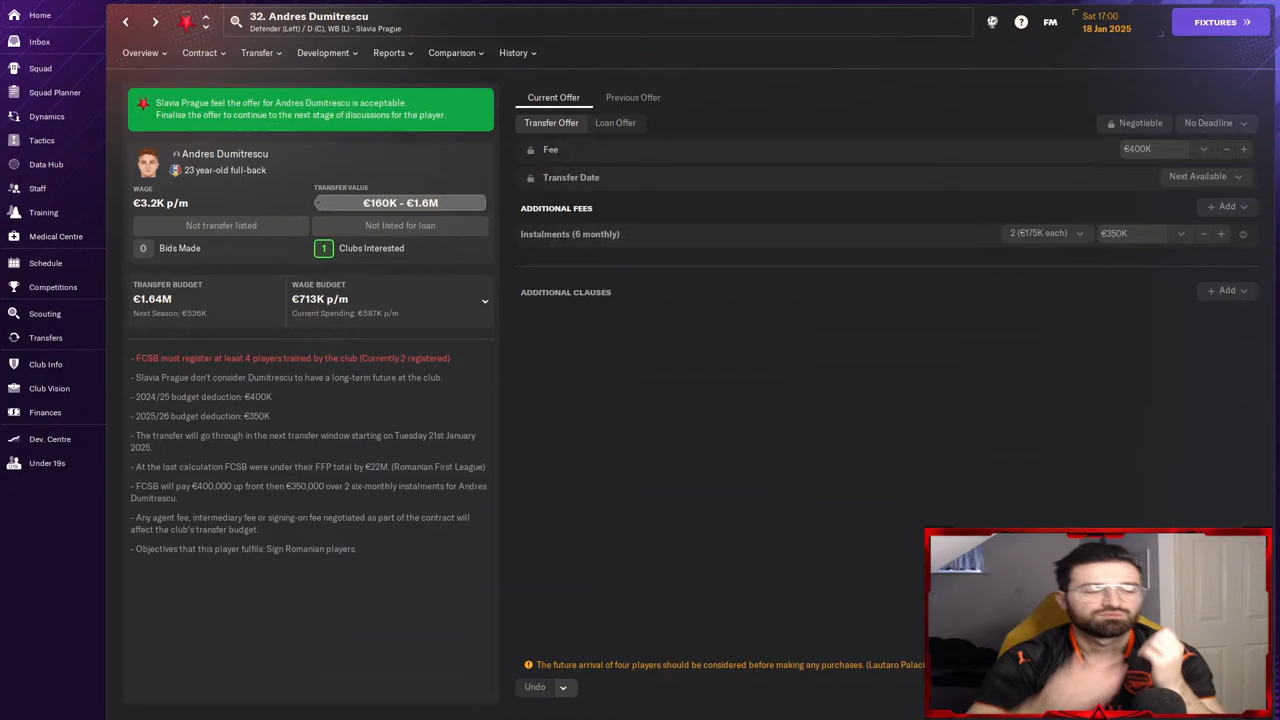 Home
Inbox
Squad
Squad Planner
Dynamics
Tactics
Data Hub
Staff
Training
Medical Centre
Schedule
Competitions
Scouting
Transfers
Club Info
Club Vision
Finances
Dev. Centre
Under 19s
32. Andres Dumitrescu
Defender (Left) / D (C), WB (L) - Slavia Prague
FM
Sat 17:00
18 Jan 2025
FIXTURES
Overview
Contract
Transfer
Development
Reports
Comparison
History
Slavia Prague feel the offer for Andres Dumitrescu is acceptable.
Finalise the offer to continue to the next stage of discussions for the player.
Andres Dumitrescu
23 year-old full-back
WAGE
€3.2K p/m
TRANSFER VALUE
€160K - €1.6M
Not transfer listed
Not listed for loan
0 Bids Made
1 Clubs Interested
TRANSFER BUDGET
€1.64M
Next Season: €536K
WAGE BUDGET
€713K p/m
Current Spending: €587K p/m
- FCSB must register at least 4 players trained by the club (Currently 2 registered)
- Slavia Prague don't consider Dumitrescu to have a long-term future at the club.
- 2024/25 budget deduction: €400K
- 2025/26 budget deduction: €350K
- The transfer will go through in the next transfer window starting on Tuesday 21st January
2025.
- At the last calculation FCSB were under their FFP total by €22M. (Romanian First League)
- FCSB will pay €400,000 up front then €350,000 over 2 six-monthly instalments for Andres
Dumitrescu.
- Any agent fee, intermediary fee or signing-on fee negotiated as part of the contract will
affect the club's transfer budget.
- Objectives that this player fulfils: Sign Romanian players.
Current Offer
Previous Offer
Transfer Offer
Loan Offer
Negotiable
No Deadline
Fee
€400K
Transfer Date
Next Available
ADDITIONAL FEES
Add
Instalments (6 monthly)
2 (€175K each)
€350K
ADDITIONAL CLAUSES
Add
The future arrival of four players should be considered before making any purchases. (Lautaro Palaci
Undo